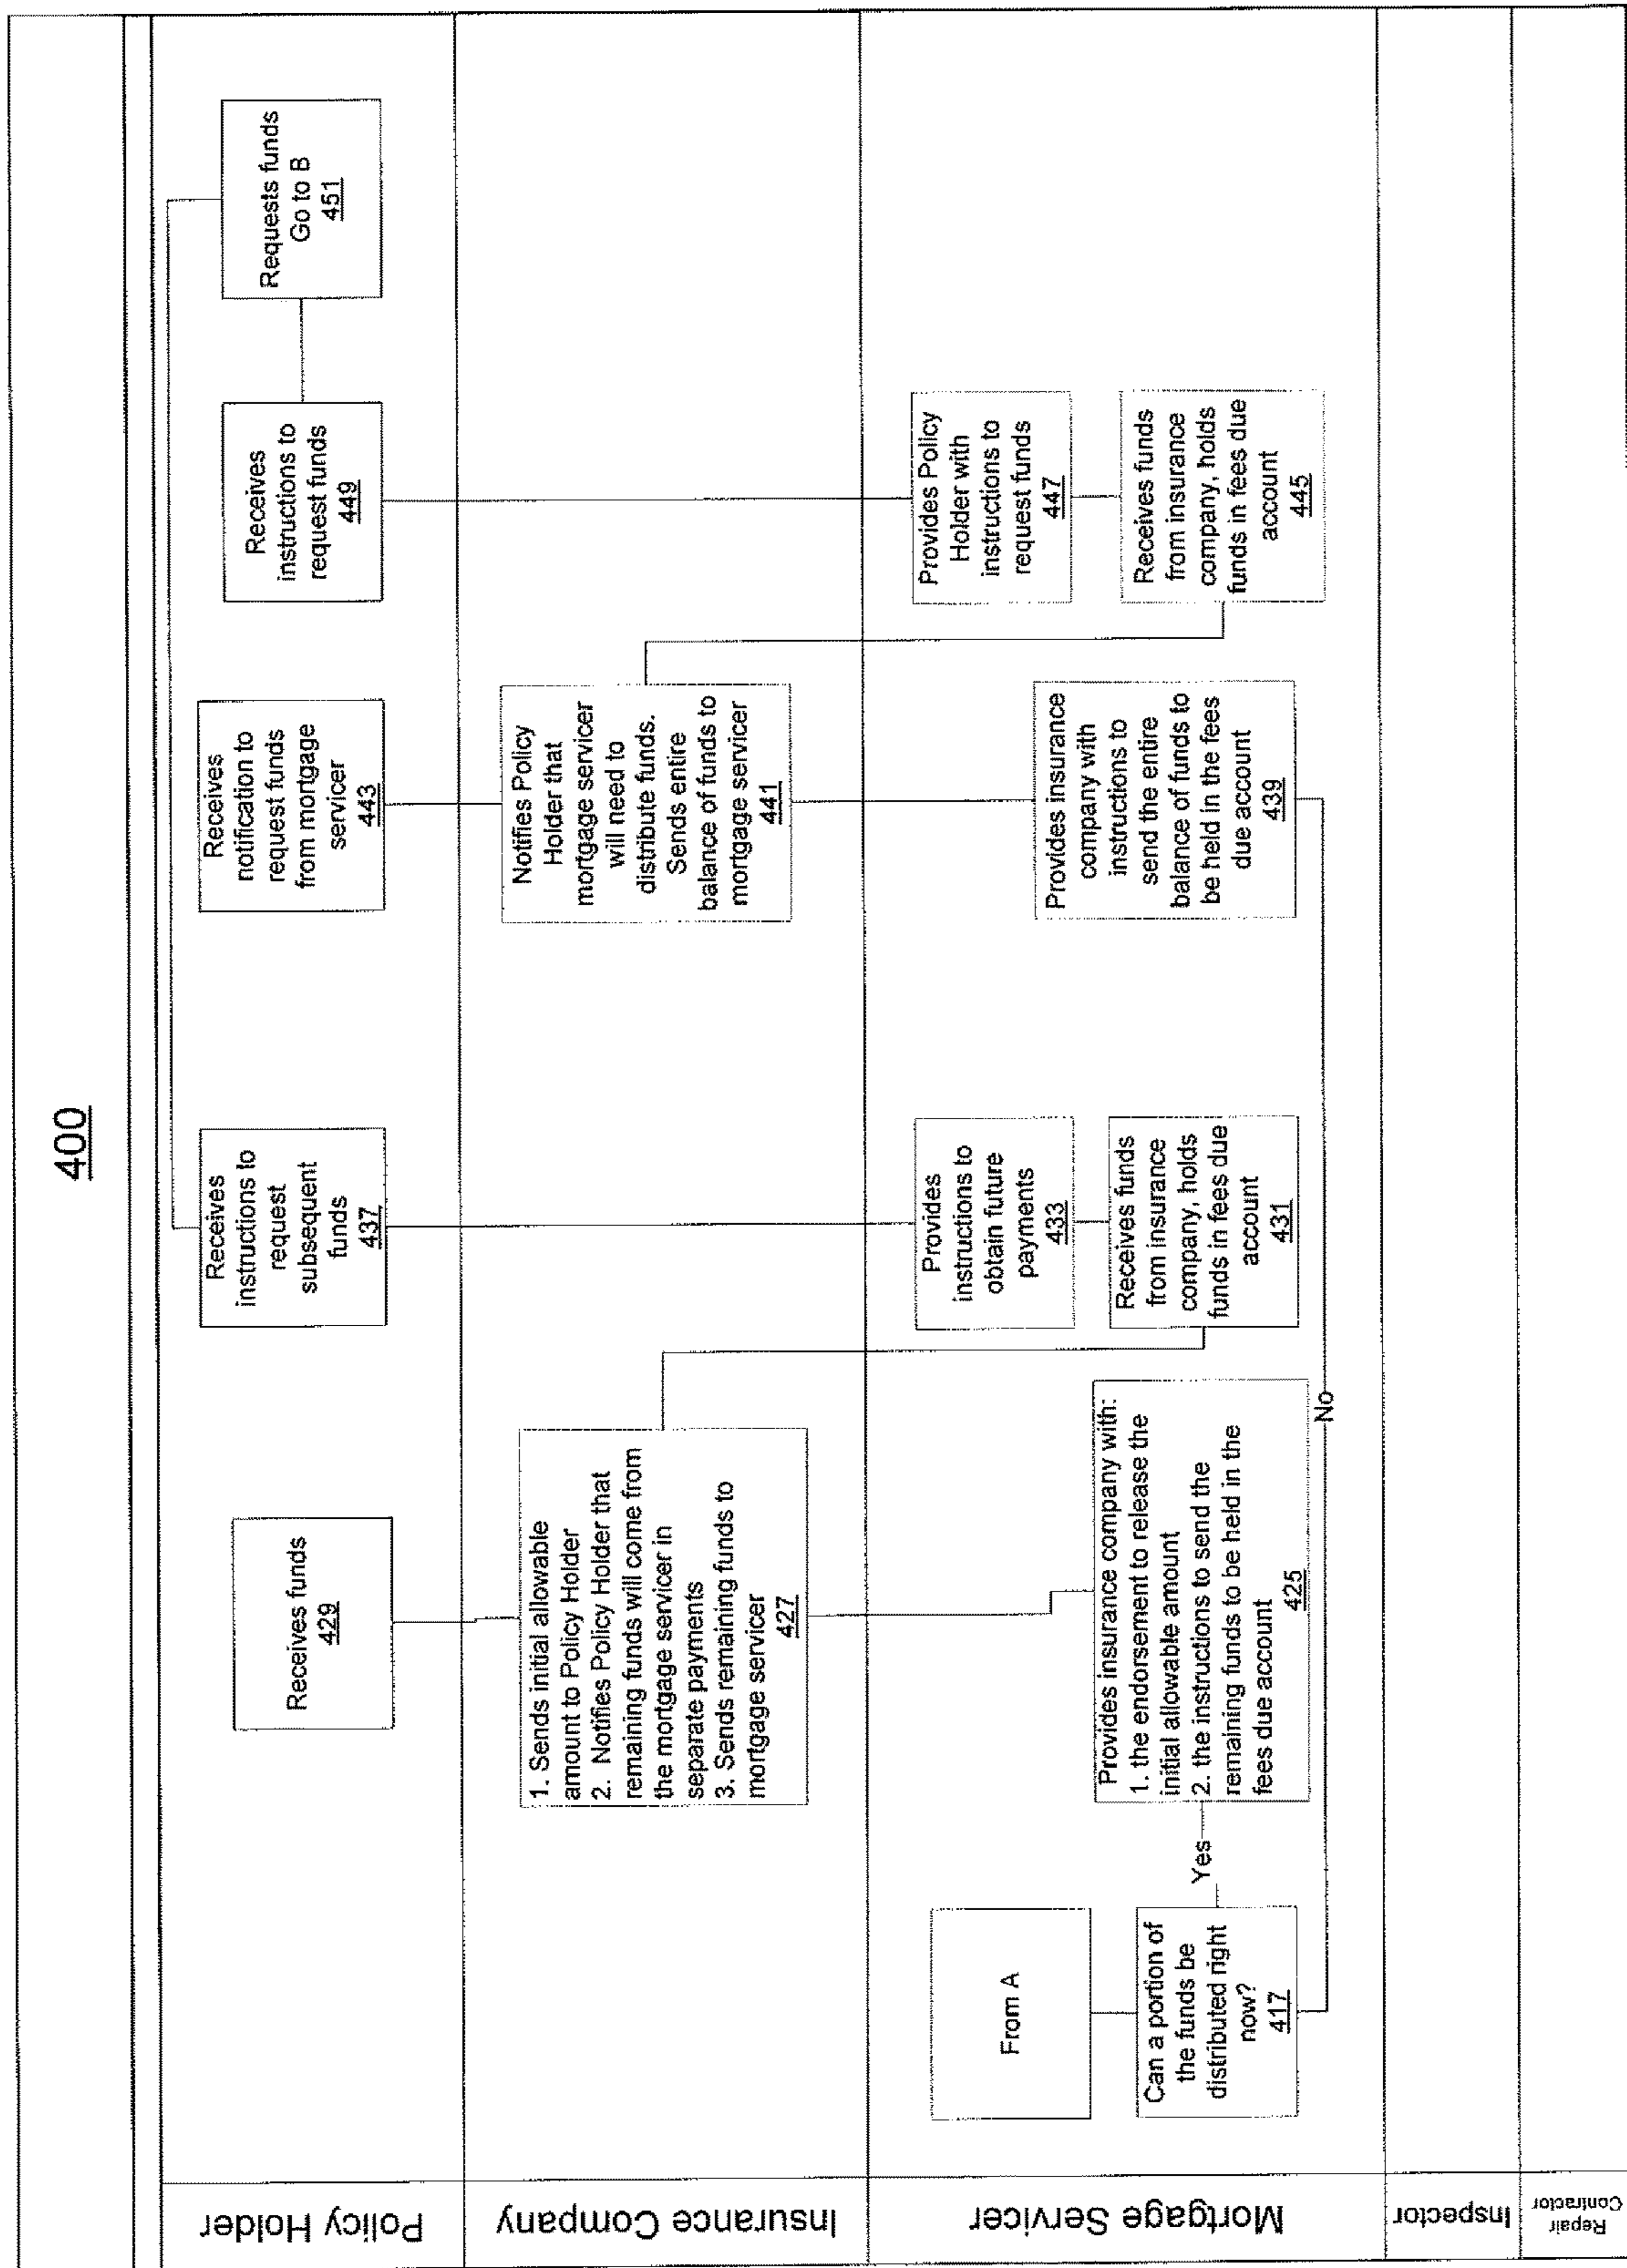 400
Policy Holder
Receives funds
429
Receives
instructions to
request
subsequent
funds
437
Receives
notification to
request funds
from mortgage
servicer
443
Receives
instructions to
request funds
449
Requests funds
Go to B
451
Insurance Company
1. Sends initial allowable
amount to Policy Holder
2. Notifies Policy Holder that
remaining funds will come from
the mortgage servicer in
separate payments
3. Sends remaining funds to
mortgage servicer
427
Notifies Policy
Holder that
mortgage servicer
will need to
distribute funds.
Sends entire
balance of funds to
mortgage servicer
441
Mortgage Servicer
From A
Can a portion of
the funds be
distributed right
now?
417
Yes
No
Provides insurance company with:
1. the endorsement to release the
initial allowable amount
2. the instructions to send the
remaining funds to be held in the
fees due account
425
Provides
instructions to
obtain future
payments
433
Receives funds
from insurance
company, holds
funds in fees due
account
431
Provides insurance
company with
instructions to
send the entire
balance of funds to
be held in the fees
due account
439
Provides Policy
Holder with
instructions to
request funds
447
Receives funds
from insurance
company, holds
funds in fees due
account
445
Inspector
Repair
Contractor